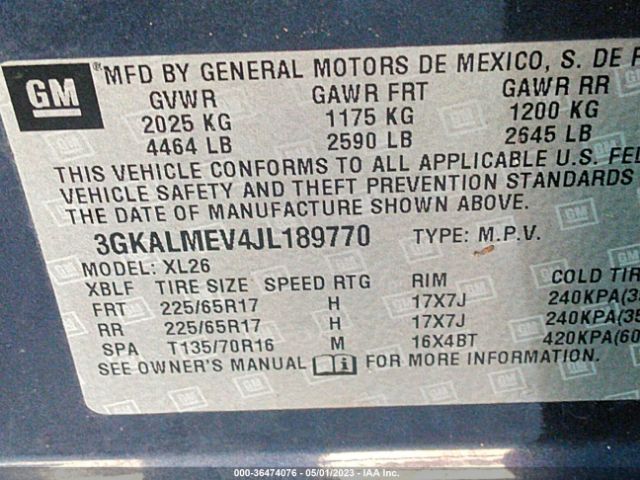 GM
®MFD BY GENERAL MOTORS DE MEXICO, S. DE
GVWR GAWR FRT GAWR RR
2025 KG 1175 KG 1200 KG
4464 LB 2590 LB 2645 LB
THIS VEHICLE CONFORMS TO ALL APPLICABLE U.S. FE
VEHICLE SAFETY AND THEFT PREVENTION STANDARDS
THE DATE OF MANUFACTURE SHOWN ABOVE.
3GKALMEV4JL189770 TYPE: M.P.V.
MODEL: XL26
XBLF TIRE SIZE SPEED RTG RIM COLD TIR
FRT 225/65R17 H 17X7J 240KPA(3
RR 225/65R17 H 17X7J 240KPA(35
SPA T135/70R16 M 16X4BT 420KPA(60
SEE OWNER'S MANUAL FOR MORE INFORMATION.
000-36474076 - 05/01/2023 - IAA Inc.